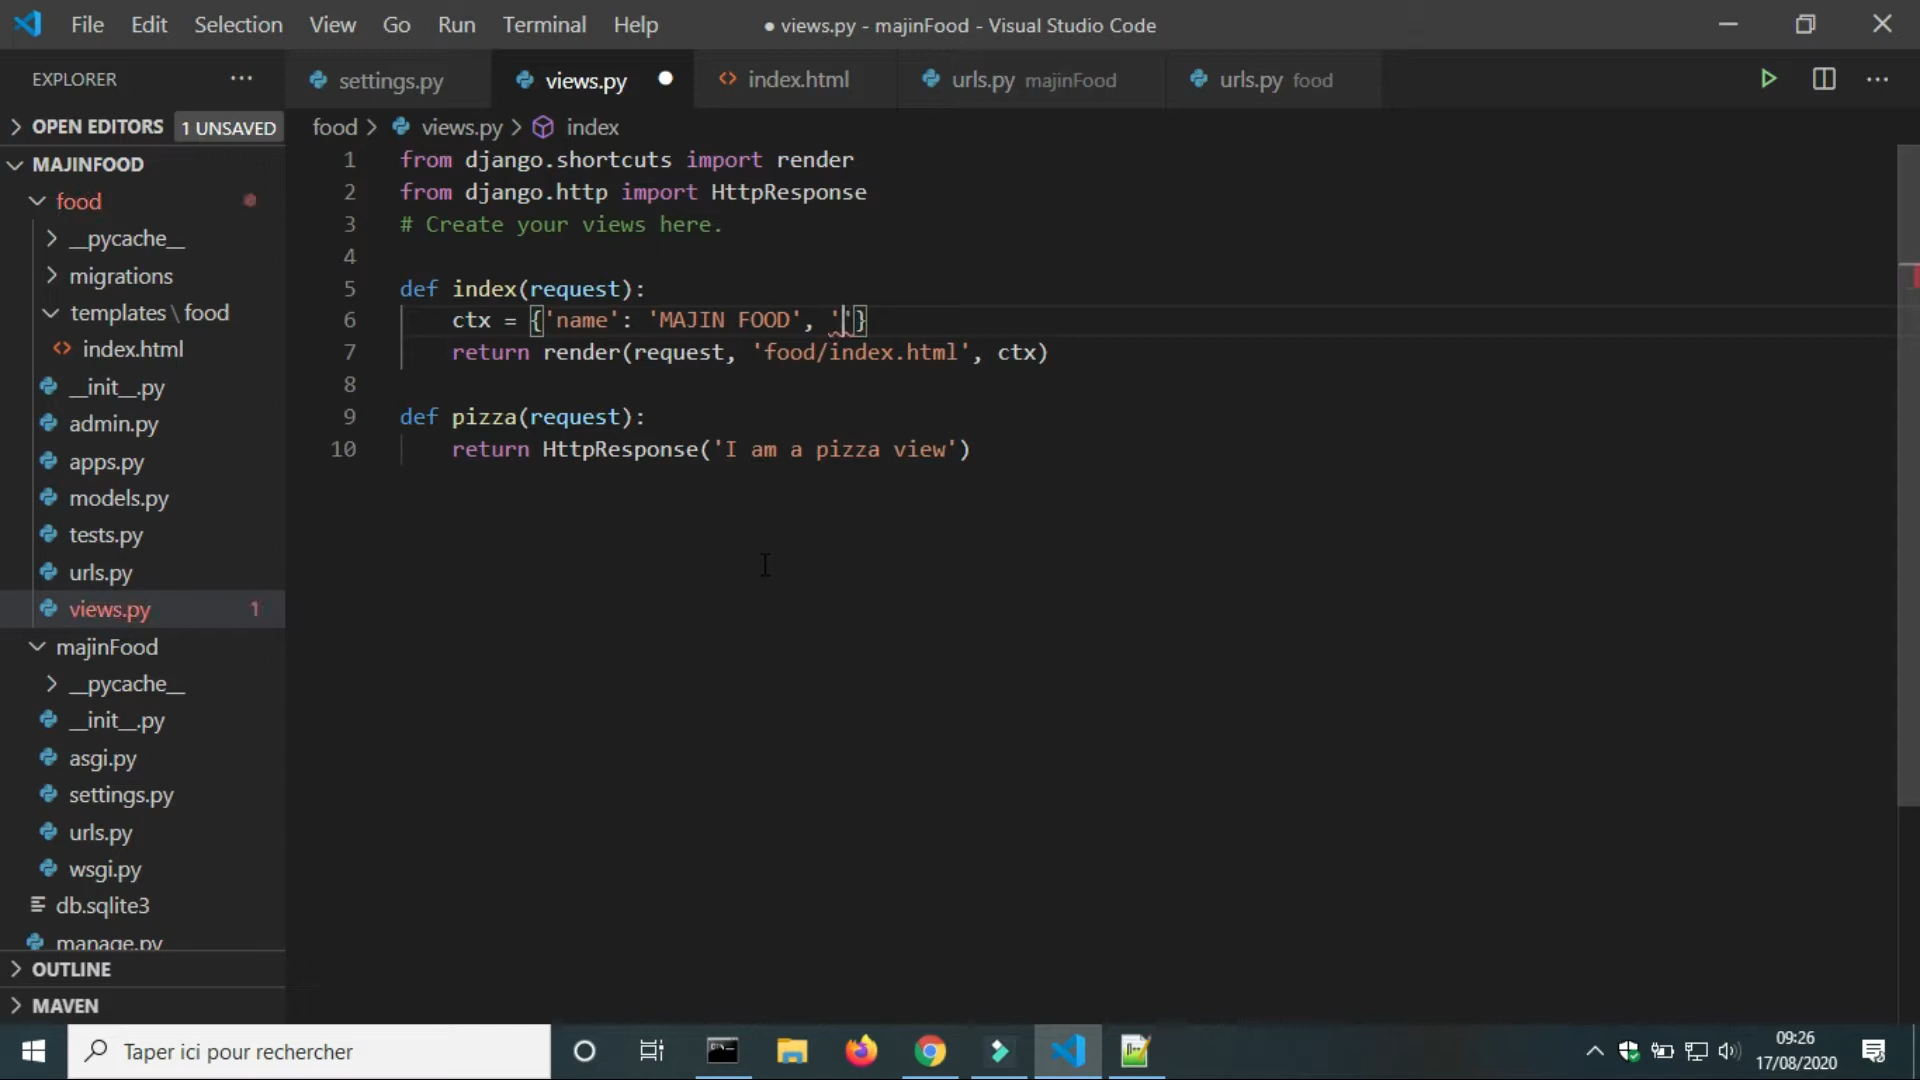 File Edit Selection View Go Run Terminal Help ● views.py - majinFood - Visual Studio Code
EXPLORER ···
settings.py
views.py
index.html
urls.py majinFood
urls.py food
OPEN EDITORS 1 UNSAVED
MAJINFOOD
food
__pycache__
migrations
templates \ food
index.html
__init__.py
admin.py
apps.py
models.py
tests.py
urls.py
views.py 1
majinFood
__pycache__
__init__.py
asgi.py
settings.py
urls.py
wsgi.py
db.sqlite3
manage.py
OUTLINE
MAVEN
food > views.py > index
1 from django.shortcuts import render
2 from django.http import HttpResponse
3 # Create your views here.
4
5 def index(request):
6 ctx = {'name': 'MAJIN FOOD', ''}
7 return render(request, 'food/index.html', ctx)
8
9 def pizza(request):
10 return HttpResponse('I am a pizza view')
Taper ici pour rechercher
09:26
17/08/2020